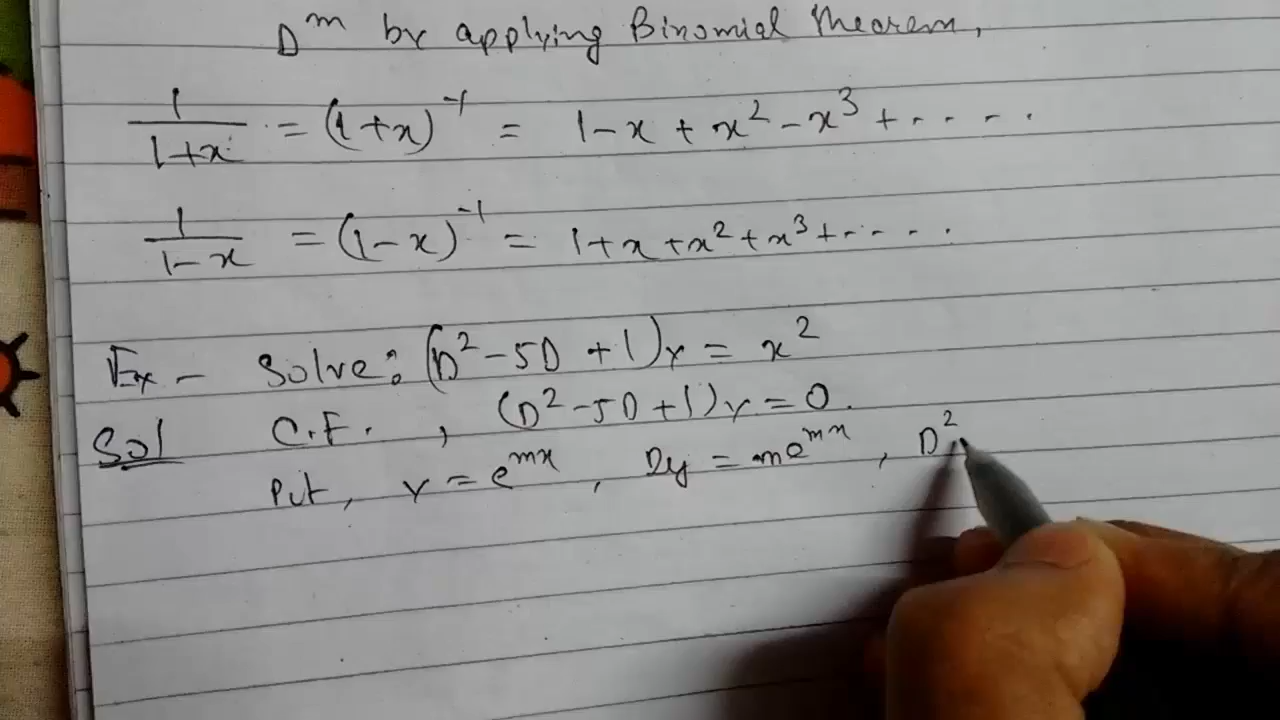 D^m by applying Binomial Theorem,
1/(1+x) = (1+x)^-1 = 1-x+x^2-x^3+.....
1/(1-x) = (1-x)^-1 = 1+x+x^2+x^3+.....
Ex - Solve: (D^2-5D+1)y = x^2
Sol C.F. , (D^2-5D+1)y=0.
Put, y=e^mx, Dy = me^mx, D^2